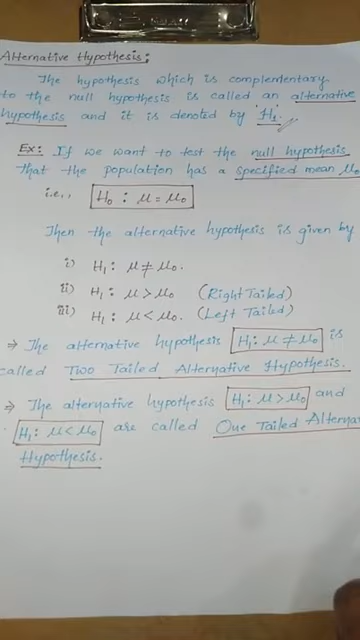 Alternative Hypothesis:
The hypothesis which is complementary
to the null hypothesis is called an alternative
hypothesis and it is denoted by 'H₁'.
Ex: If we want to test the null hypothesis
that the population has a specified mean μ₀
i.e., H₀ : μ = μ₀
Then the alternative hypothesis is given by
i) H₁ : μ ≠ μ₀.
ii) H₁ : μ > μ₀ (Right Tailed)
iii) H₁ : μ < μ₀. (Left Tailed)
⇒ The alternative hypothesis H₁ : μ ≠ μ₀ is
called Two Tailed Alternative Hypothesis.
⇒ The alternative hypothesis H₁ : μ > μ₀ and
H₁ : μ < μ₀ are called One Tailed Alterna
Hypothesis.